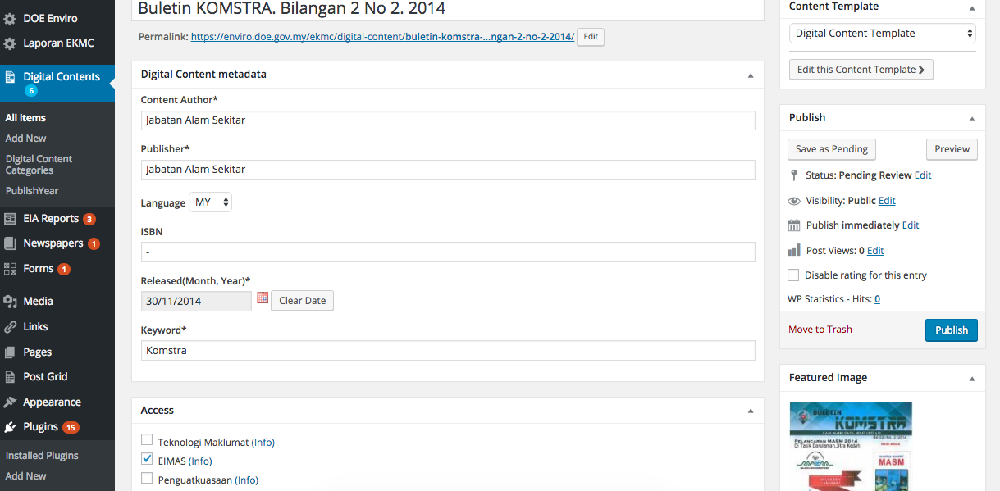 DOE Enviro
Laporan EKMC
Digital Contents
6
All Items
Add New
Digital Content
Categories
PublishYear
EIA Reports 3
Newspapers 1
Forms 1
Media
Links
Pages
Post Grid
Appearance
Plugins 15
Installed Plugins
Add New
Buletin KOMSTRA. Bilangan 2 No 2. 2014
Permalink: https://enviro.doe.gov.my/ekmc/digital-content/buletin-komstra-...ngan-2-no-2-2014/ Edit
Digital Content metadata
Content Author*
Jabatan Alam Sekitar
Publisher*
Jabatan Alam Sekitar
Language MY
ISBN
-
Released(Month, Year)*
30/11/2014 Clear Date
Keyword*
Komstra
Access
Teknologi Maklumat (Info)
EIMAS (Info)
Penguatkuasaan (Info)
Content Template
Digital Content Template
Edit this Content Template
Publish
Save as Pending Preview
Status: Pending Review Edit
Visibility: Public Edit
Publish immediately Edit
Post Views: 0 Edit
Disable rating for this entry
WP Statistics - Hits: 0
Move to Trash Publish
Featured Image
BULETIN
KOMSTRA
PELANCARAN MASM 2014
Di Tasik Darulaman, Jitra Kedah
MASM